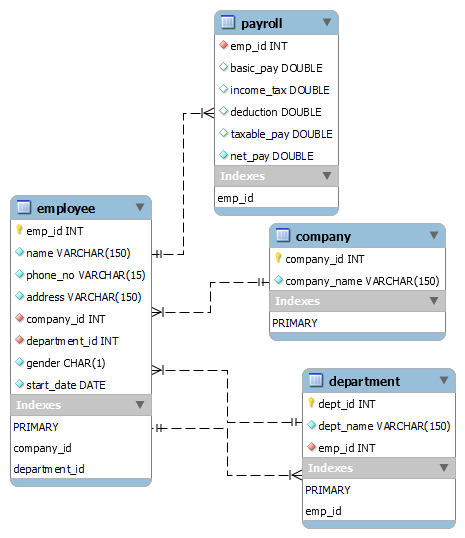 payroll
emp_id INT
basic_pay DOUBLE
income_tax DOUBLE
deduction DOUBLE
taxable_pay DOUBLE
net_pay DOUBLE
Indexes
emp_id
employee
emp_id INT
name VARCHAR(150)
phone_no VARCHAR(15)
address VARCHAR(150)
company_id INT
department_id INT
gender CHAR(1)
start_date DATE
Indexes
PRIMARY
company_id
department_id
company
company_id INT
company_name VARCHAR(150)
Indexes
PRIMARY
department
dept_id INT
dept_name VARCHAR(150)
emp_id INT
Indexes
PRIMARY
emp_id